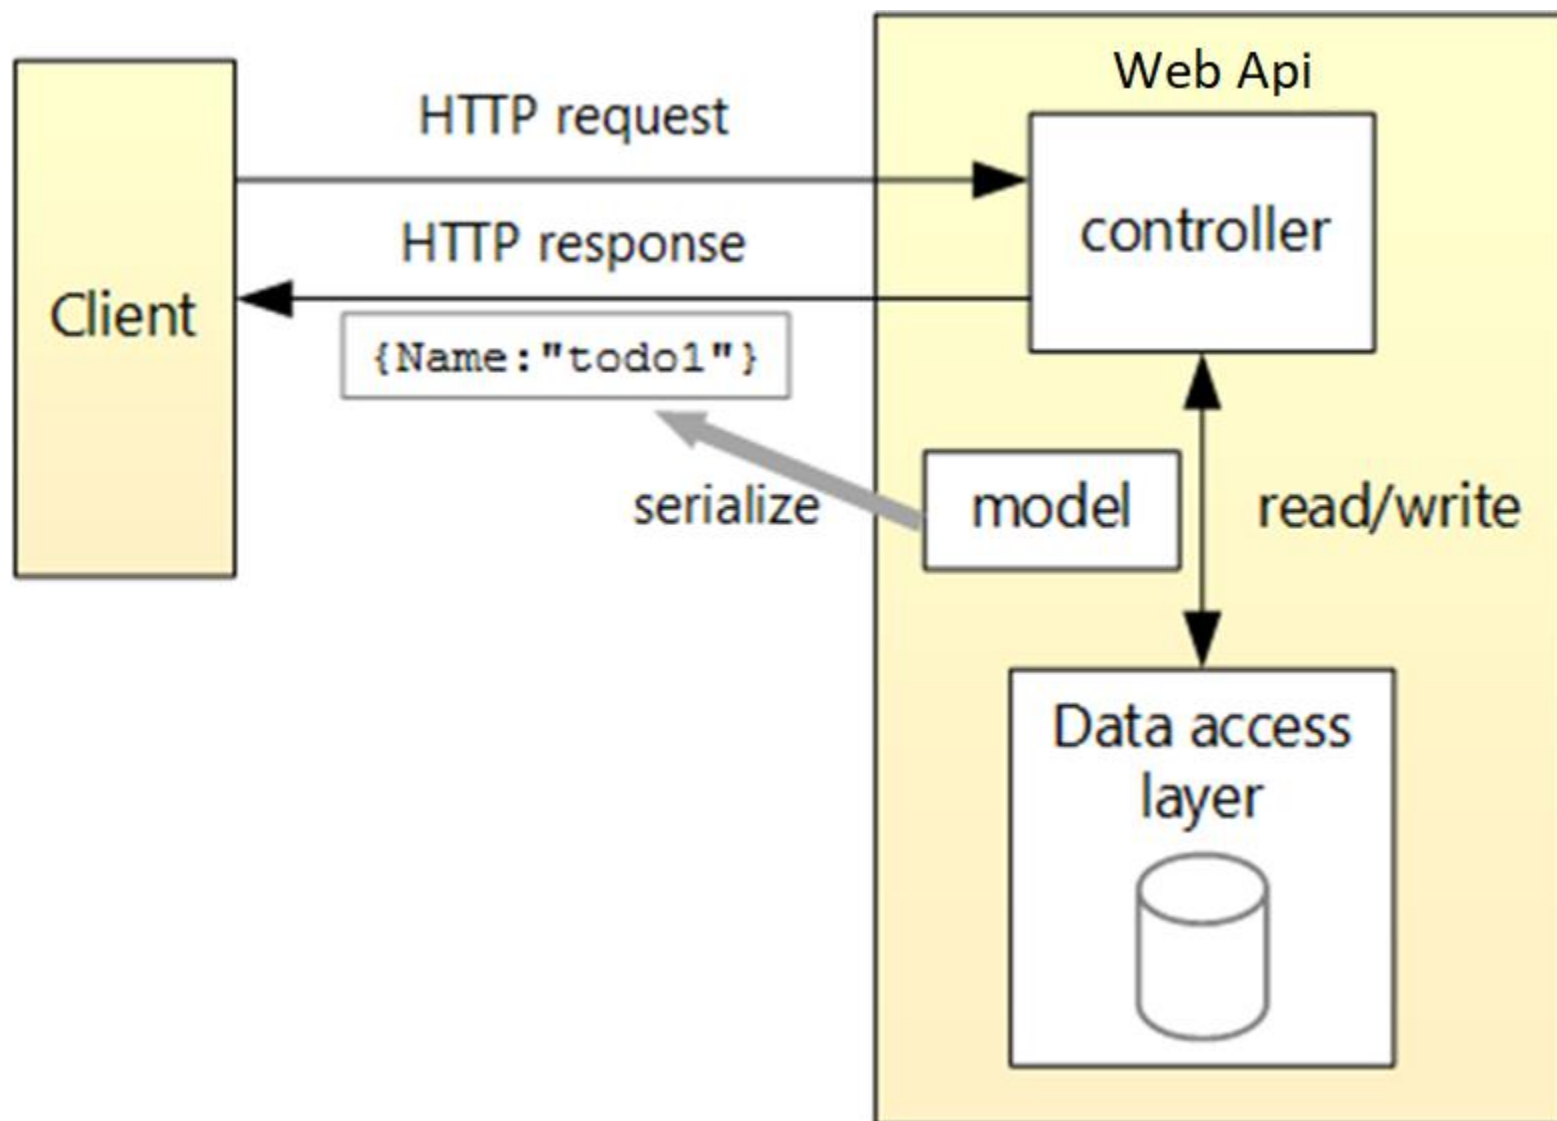 Web Api
HTTP request
controller
HTTP response
Client
{Name:"todo1"}
serialize
model
read/write
Data access
layer